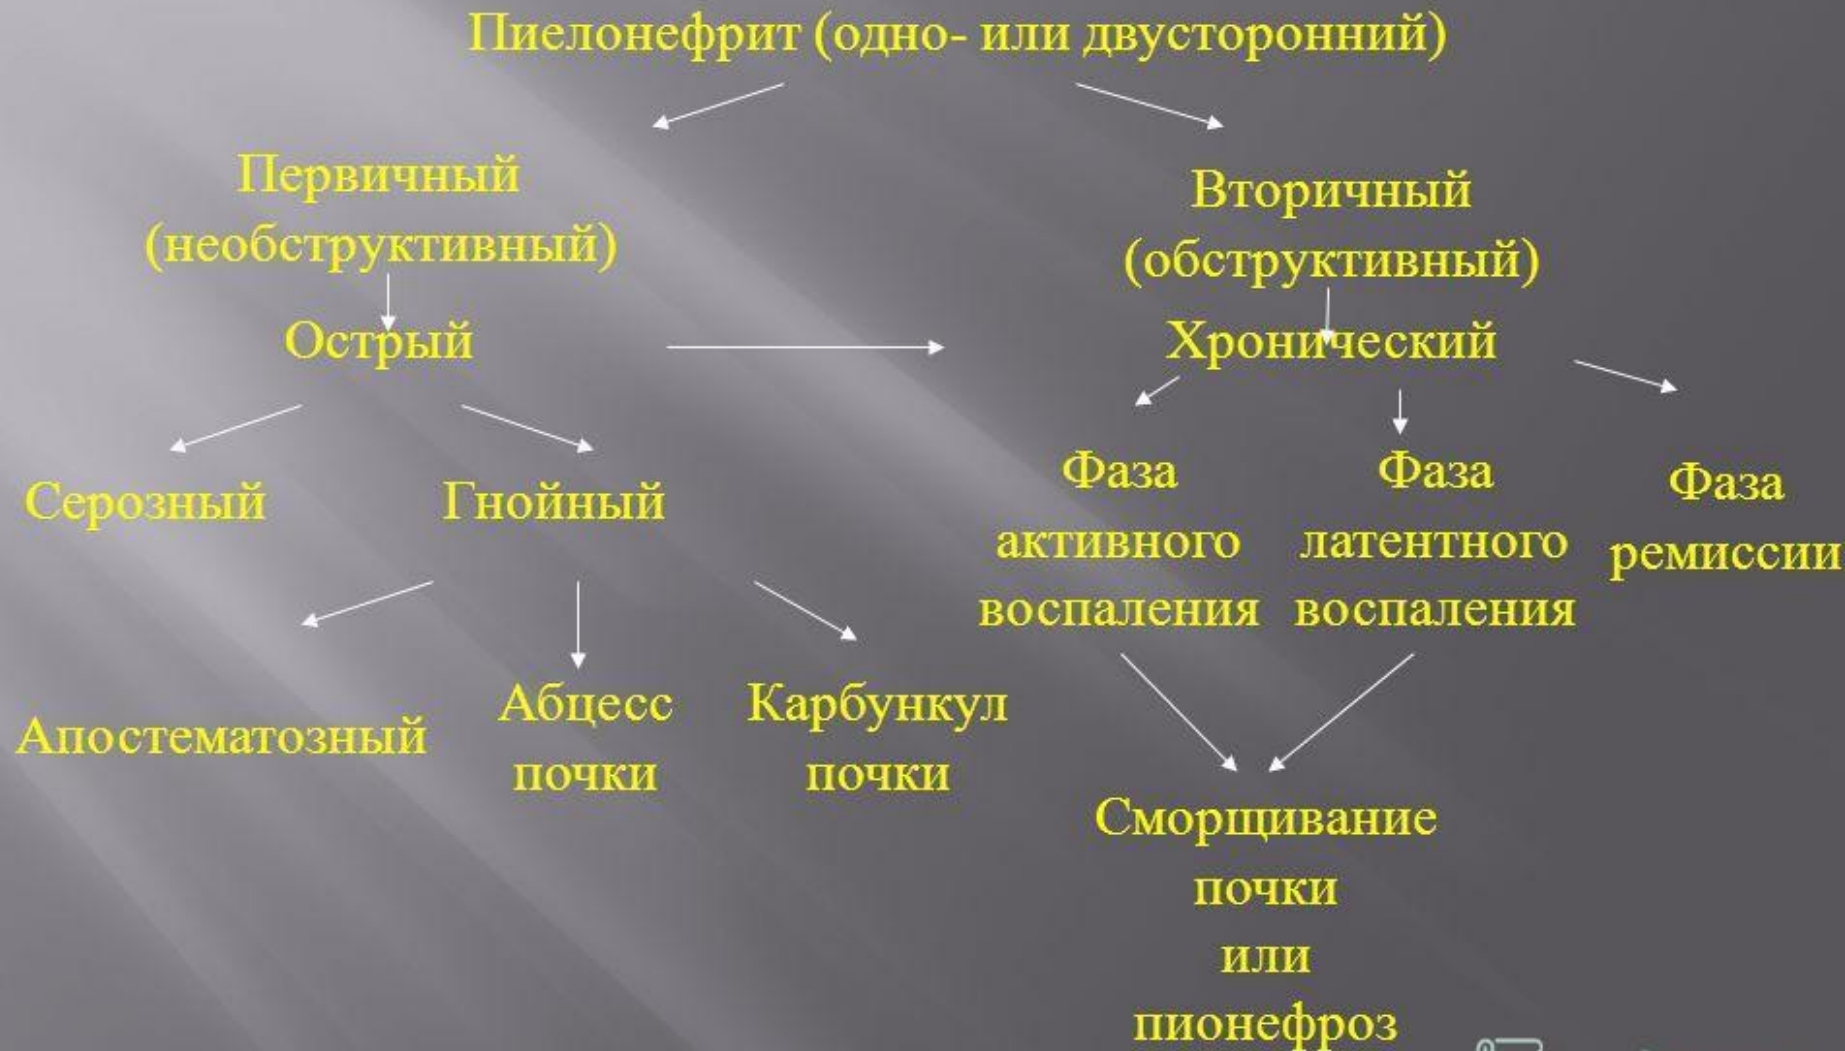 Пиелонефрит (одно- или двусторонний)
Первичный
(необструктивный)
Вторичный
(обструктивный)
Острый
Хронический
Серозный
Гнойный
Фаза
активного
воспаления
Фаза
латентного
воспаления
Фаза
ремиссии
Апостематозный
Абцесс
почки
Карбункул
почки
Сморщивание
почки
или
пионефроз